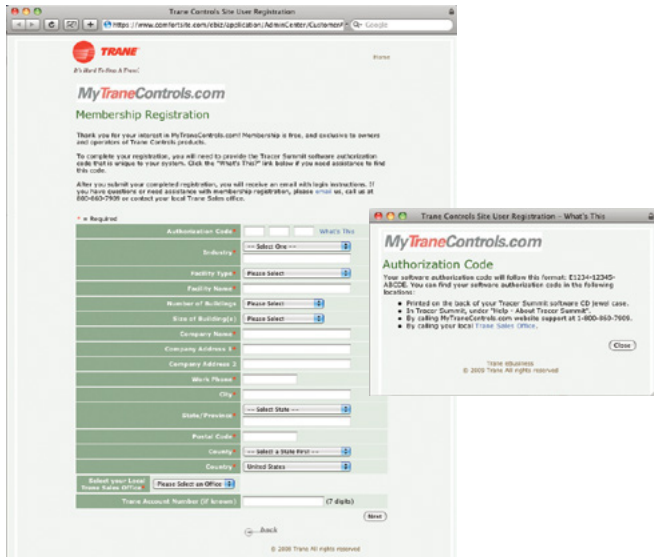 Trane Controls Site User Registration
https://www.comfortsite.com/ebiz/application/AdminCenter/Customer
Google
TRANE
It's Hard To Stop A Trane.
Home
MyTraneControls.com
Membership Registration
Thank you for your interest in MyTraneControls.com! Membership is free, and exclusive to owners
and operators of Trane Controls products.
To complete your registration, you will need to provide the Tracer Summit software authorization
code that is unique to your system. Click the "What's This?" link below if you need assistance to find
this code.
After you submit your completed registration, you will receive an email with login instructions. If
you have questions or need assistance with membership registration, please email us, call us at
800-860-7909 or contact your local Trane Sales office.
* = Required
Authorization Code* What's This
Industry* -- Select One --
Facility Type* Please Select
Facility Name*
Number of Buildings Please Select
Size of Building(s) Please Select
Company Name*
Company Address 1*
Company Address 2
Work Phone*
City*
State/Province* -- Select State --
Postal Code*
County* -- Select a State First --
Country* United States
Select your Local
Trane Sales Office* Please Select an Office
Trane Account Number (if known) (7 digits)
Next
back
© 2008 Trane All rights reserved
Trane Controls Site User Registration – What's This
MyTraneControls.com
Authorization Code
Your software authorization code will follow this format: E1234-12345-
ABCDE. You can find your software authorization code in the following
locations:
• Printed on the back of your Tracer Summit software CD jewel case.
• In Tracer Summit, under "Help - About Tracer Summit".
• By calling MyTraneControls.com website support at 1-800-860-7909.
• By calling your local Trane Sales Office.
Close
Trane eBusiness
© 2008 Trane All rights reserved